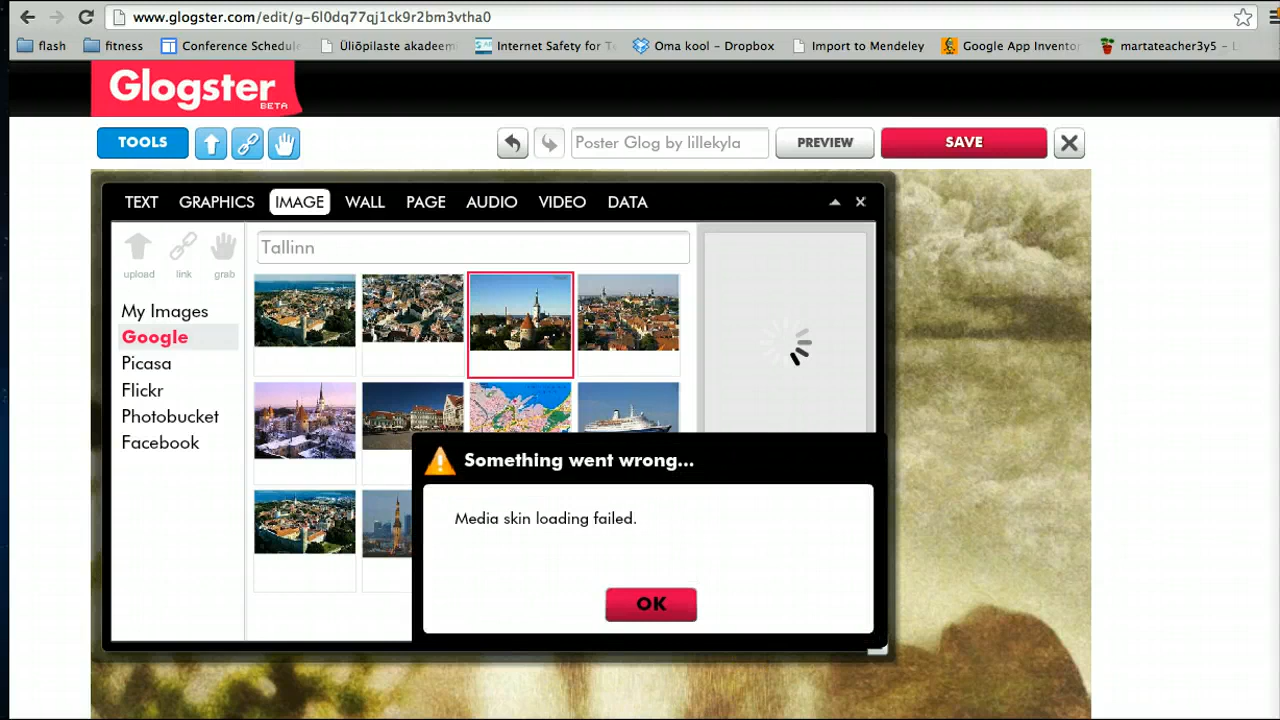 www.glogster.com/edit/g-6l0dq77qj1ck9r2bm3vtha0
flash fitness Conference Schedule Üliõpilaste akadeem Internet Safety for T Oma kool – Dropbox Import to Mendeley Google App Inventor martateacher3y5 –
Glogster
BETA
TOOLS Poster Glog by lillekyla PREVIEW SAVE
TEXT GRAPHICS IMAGE WALL PAGE AUDIO VIDEO DATA
Tallinn
upload link grab
My Images
Google
Picasa
Flickr
Photobucket
Facebook
Something went wrong...
Media skin loading failed.
OK